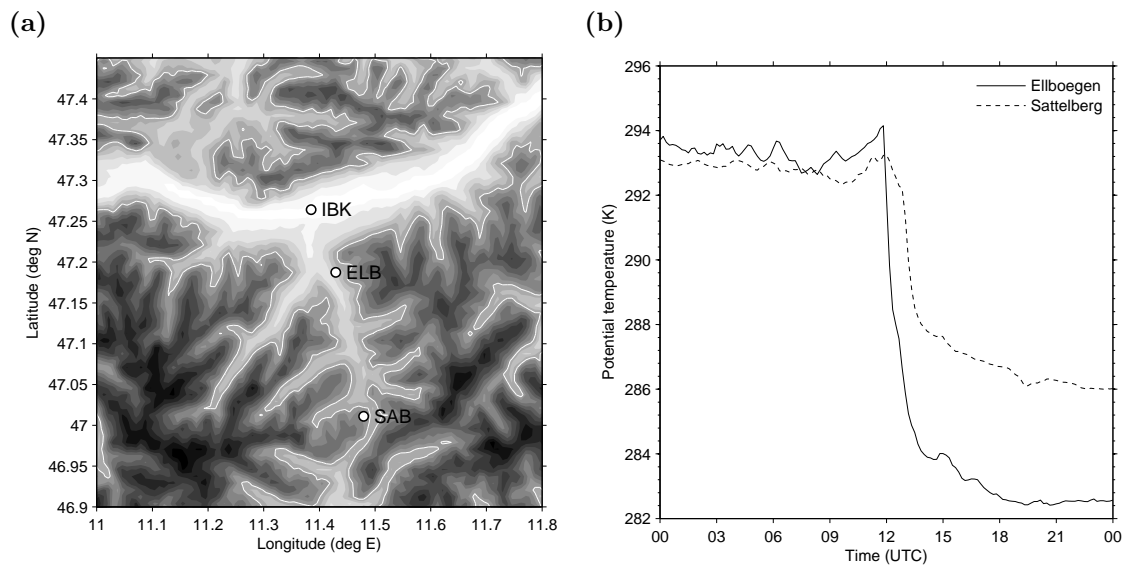 (a)
(b)
47.4
47.35
47.3
47.25
47.2
47.15
47.1
47.05
47
46.95
46.9
Latitude (deg N)
IBK
ELB
SAB
11 11.1 11.2 11.3 11.4 11.5 11.6 11.7 11.8
Longitude (deg E)
296
294
292
290
288
286
284
282
Potential temperature (K)
Ellboegen
Sattelberg
00 03 06 09 12 15 18 21 00
Time (UTC)